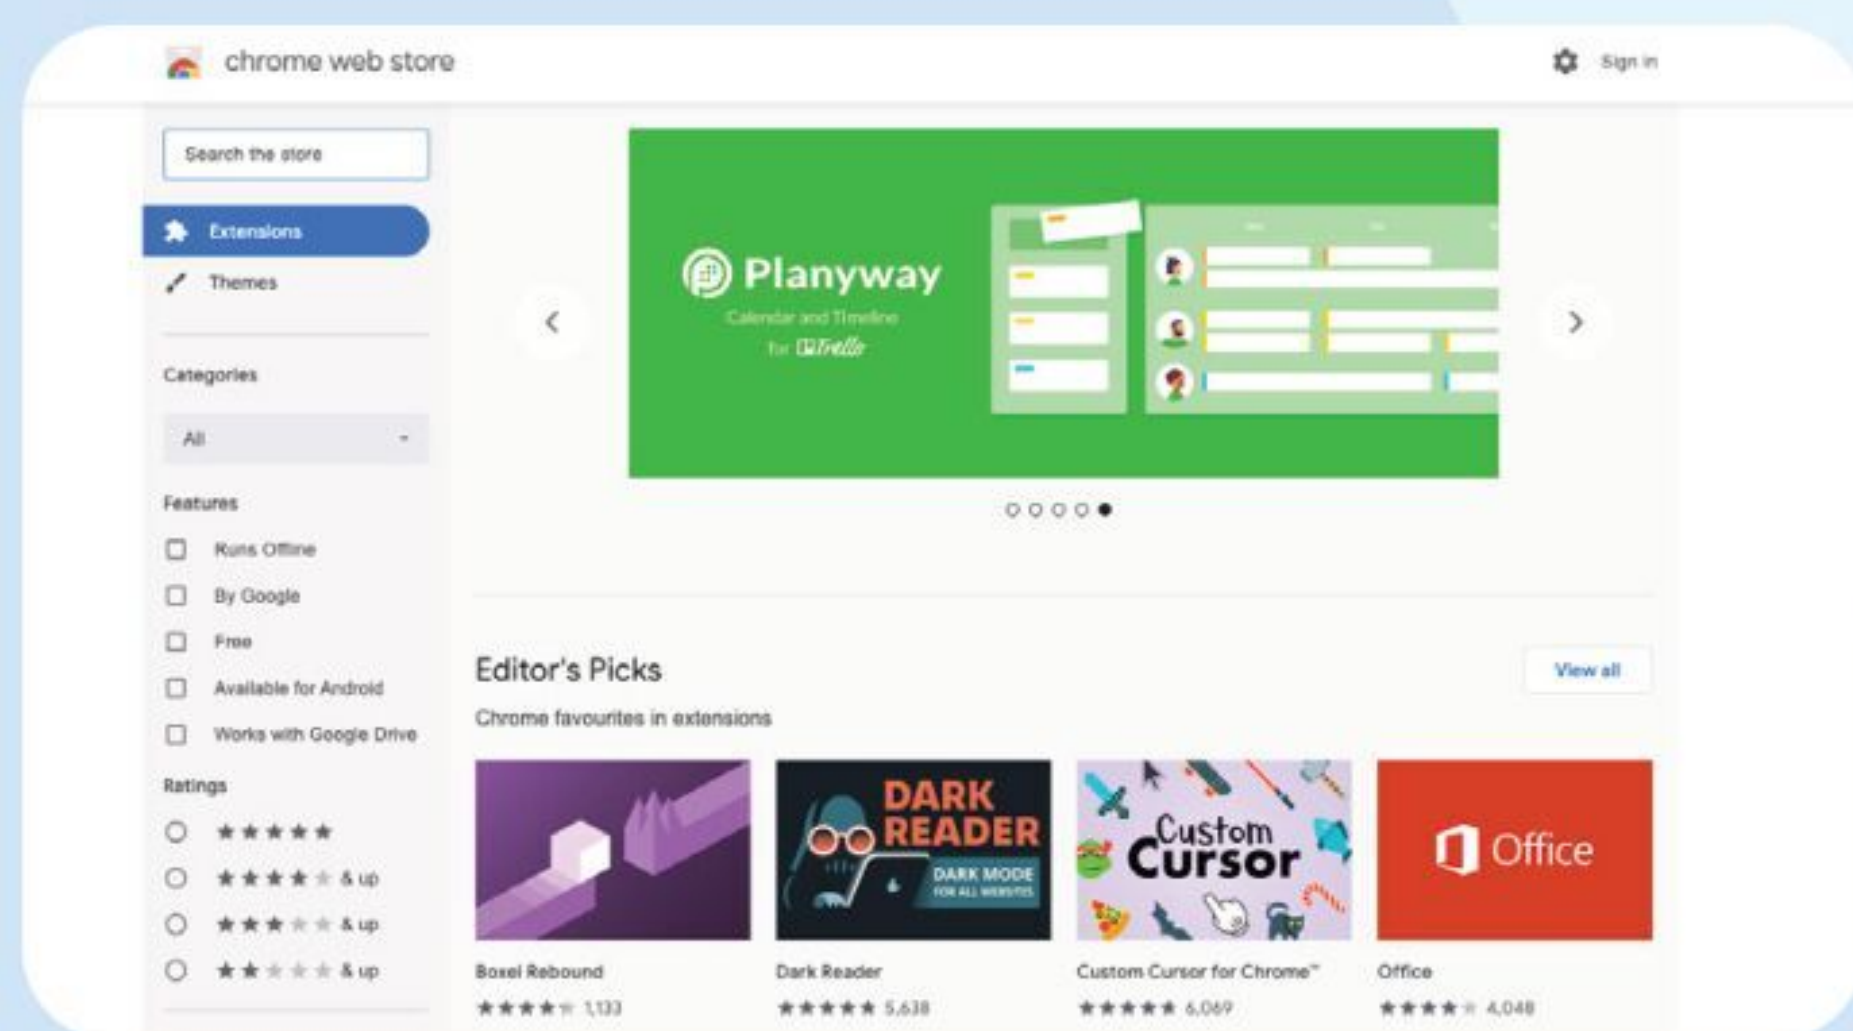 chrome web store
Sign in
Search the store
Extensions
Themes
Categories
All
Features
Runs Offline
By Google
Free
Available for Android
Works with Google Drive
Ratings
& up
& up
& up
Planyway
Calendar and Timeline
for Trello
Editor's Picks
View all
Chrome favourites in extensions
DARK
READER
DARK MODE
FOR ALL WEBSITES
Custom
Cursor
Office
Boxel Rebound
Dark Reader
Custom Cursor for Chrome™
Office
1,133
5,638
6,069
4,048